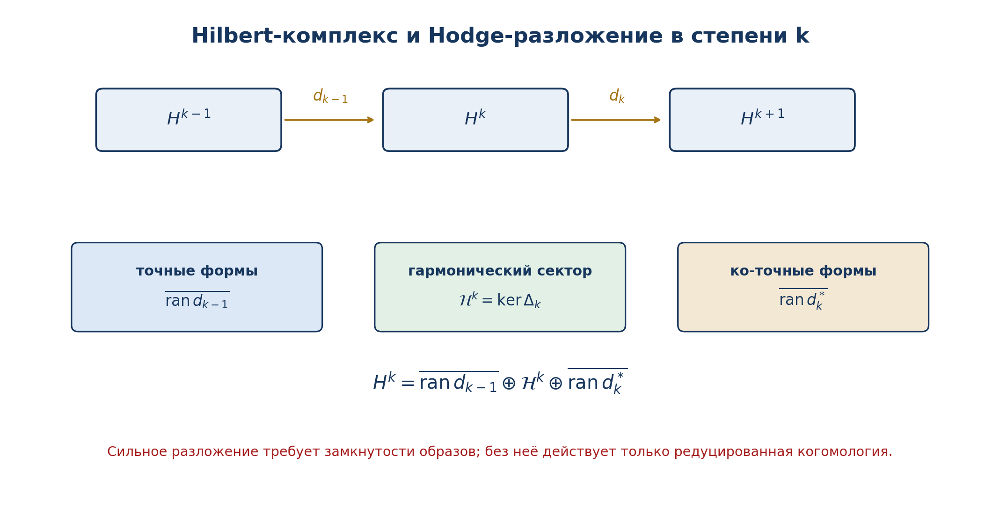 Hilbert-комплекс и Hodge-разложение в степени k
d_{k−1} d_k
H^{k−1} H^k H^{k+1}
точные формы гармонический сектор ко-точные формы
\overline{ran d_{k−1}} ℋ^k = ker Δ_k \overline{ran d_k^*}
H^k = \overline{ran d_{k−1}} ⊕ ℋ^k ⊕ \overline{ran d_k^*}
Сильное разложение требует замкнутости образов; без неё действует только редуцированная когомология.